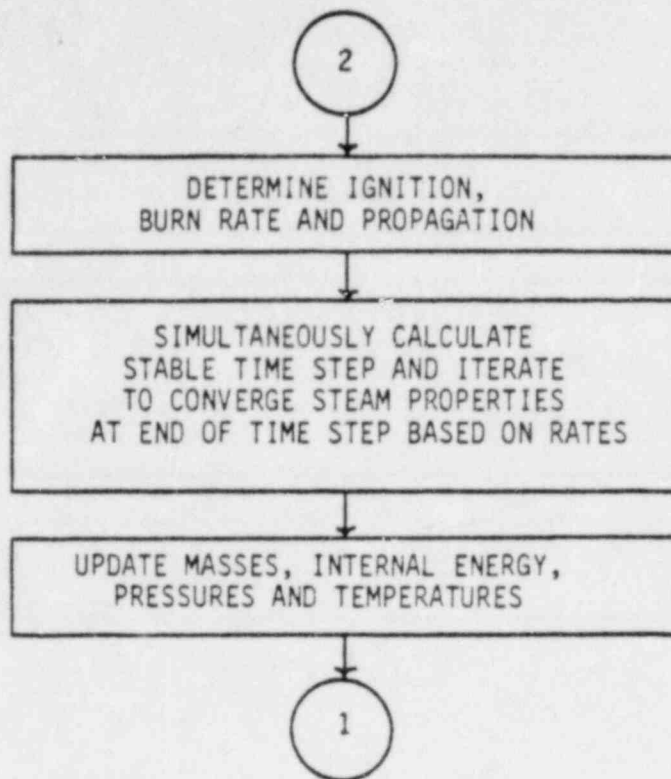 2
DETERMINE IGNITION,
BURN RATE AND PROPAGATION
SIMULTANEOUSLY CALCULATE
STABLE TIME STEP AND ITERATE
TO CONVERGE STEAM PROPERTIES
AT END OF TIME STEP BASED ON RATES
UPDATE MASSES, INTERNAL ENERGY,
PRESSURES AND TEMPERATURES
1